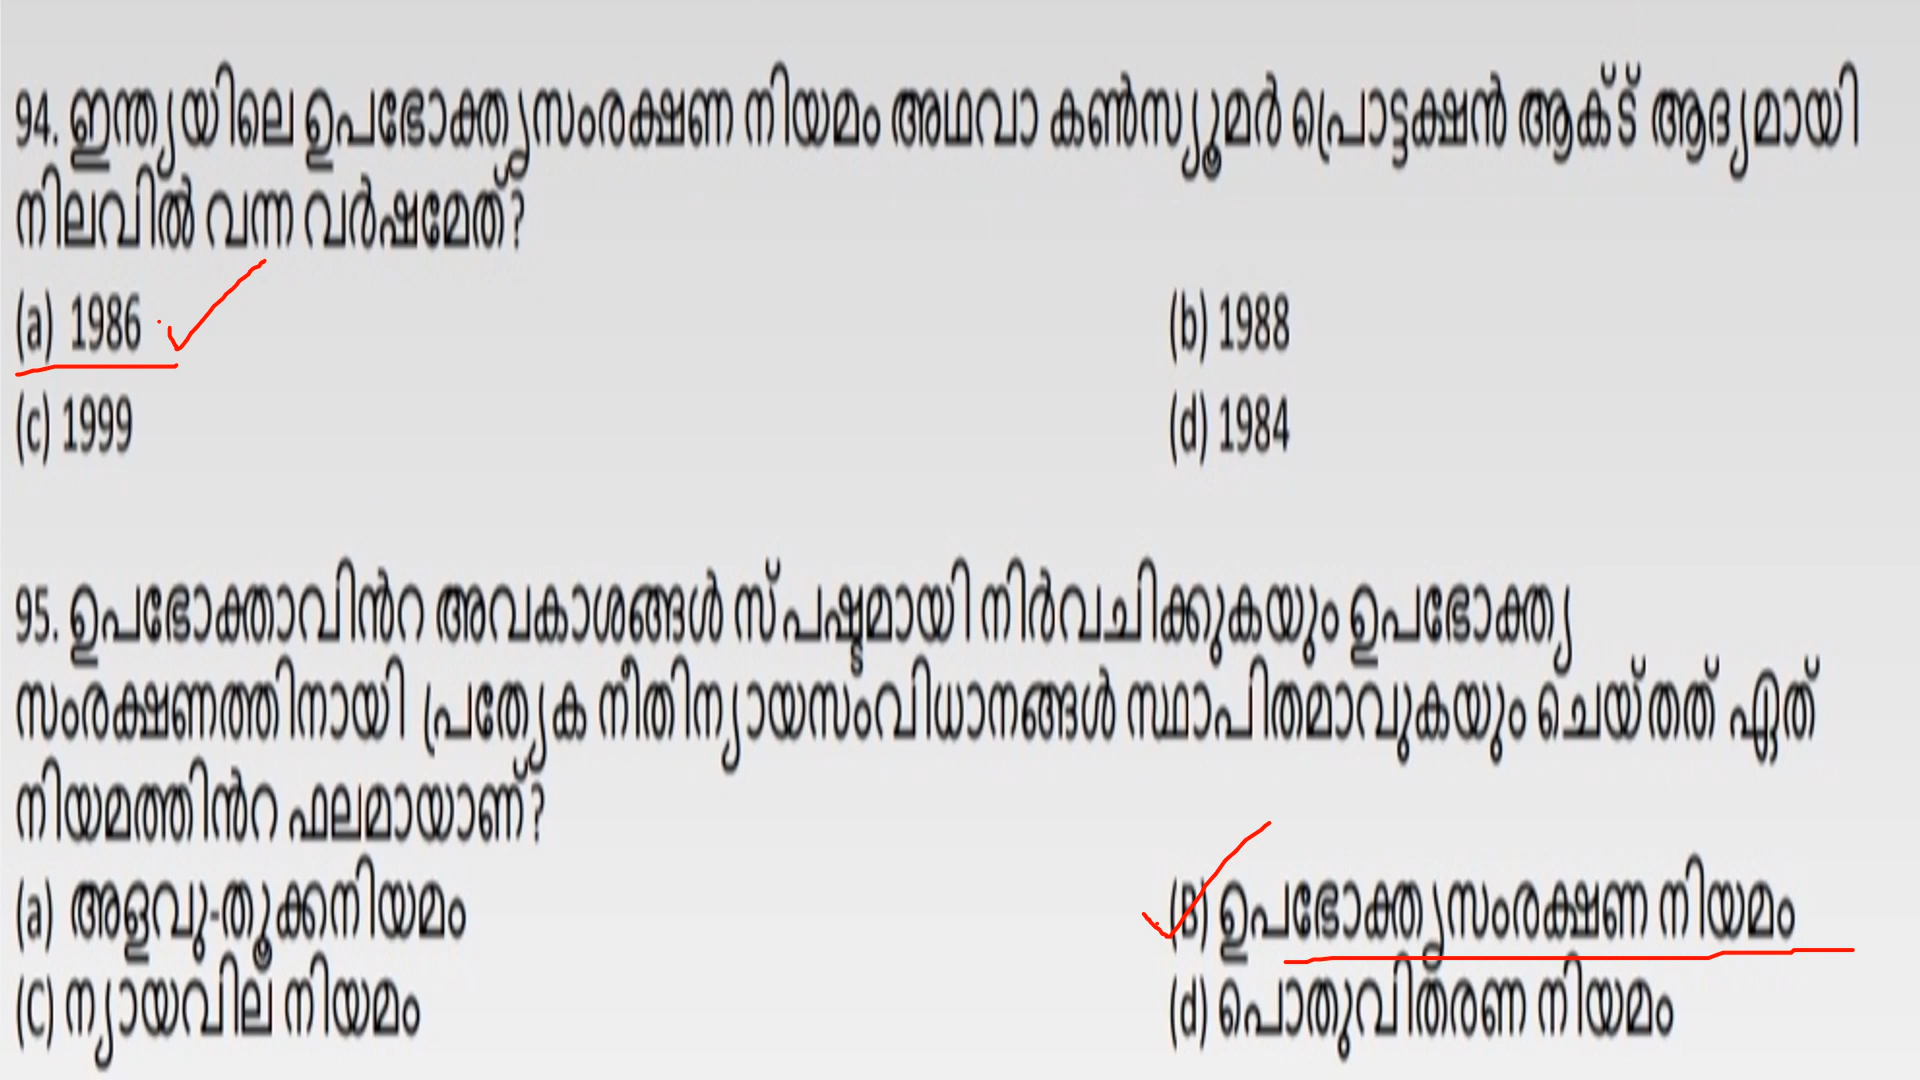 94. ഇന്ത്യയിലെ ഉപഭോക്തൃസംരക്ഷണ നിയമം അഥവാ കൺസ്യൂമർ പ്രൊട്ടക്ഷൻ ആക്ട് ആദ്യമായി
നിലവിൽ വന്ന വർഷമേത്?
(a) 1986
(b) 1988
(c) 1999
(d) 1984
95. ഉപഭോക്താവിൻറ അവകാശങ്ങൾ സ്പഷ്ടമായി നിർവചിക്കുകയും ഉപഭോക്ത്യ
സംരക്ഷണത്തിനായി പ്രത്യേക നീതിന്യായസംവിധാനങ്ങൾ സ്ഥാപിതമാവുകയും ചെയ്തത് ഏത്
നിയമത്തിൻറ ഫലമായാണ്?
(a) അളവു-തൂക്കനിയമം
(B) ഉപഭോക്തൃസംരക്ഷണ നിയമം
(C) ന്യായവില നിയമം
(d) പൊതുവിതരണ നിയമം